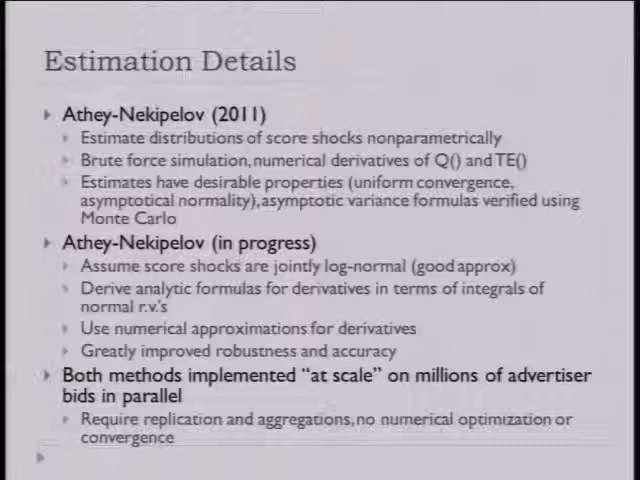 Estimation Details
Athey-Nekipelov (2011)
Estimate distributions of score shocks nonparametrically
Brute force simulation, numerical derivatives of Q() and TE()
Estimates have desirable properties (uniform convergence,
asymptotical normality), asymptotic variance formulas verified using
Monte Carlo
Athey-Nekipelov (in progress)
Assume score shocks are jointly log-normal (good approx)
Derive analytic formulas for derivatives in terms of integrals of
normal r.v.'s
Use numerical approximations for derivatives
Greatly improved robustness and accuracy
Both methods implemented "at scale" on millions of advertiser
bids in parallel
Require replication and aggregations, no numerical optimization or
convergence